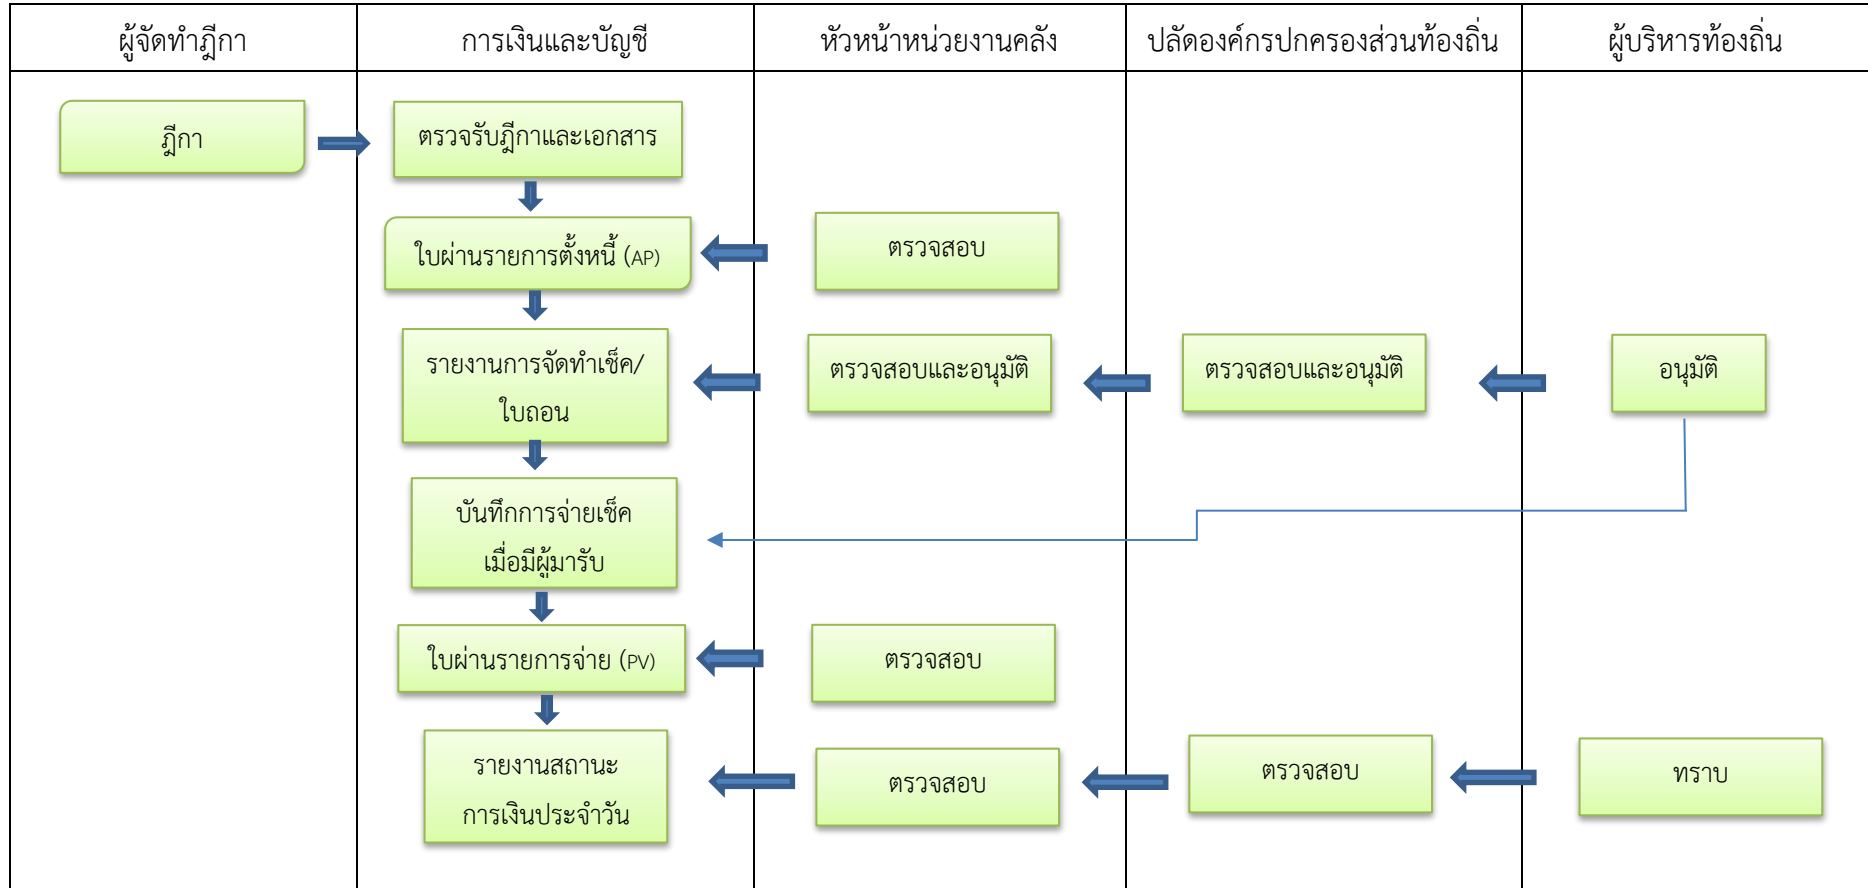 ผู้จัดทำฎีกา
การเงินและบัญชี
หัวหน้าหน่วยงานคลัง
ปลัดองค์กรปกครองส่วนท้องถิ่น
ผู้บริหารท้องถิ่น
ฎีกา
ตรวจรับฎีกาและเอกสาร
ใบผ่านรายการตั้งหนี้ (AP)
ตรวจสอบ
รายงานการจัดทำเช็ค/
ใบถอน
ตรวจสอบและอนุมัติ
ตรวจสอบและอนุมัติ
อนุมัติ
บันทึกการจ่ายเช็ค
เมื่อมีผู้มารับ
ใบผ่านรายการจ่าย (PV)
ตรวจสอบ
รายงานสถานะ
การเงินประจำวัน
ตรวจสอบ
ตรวจสอบ
ทราบ